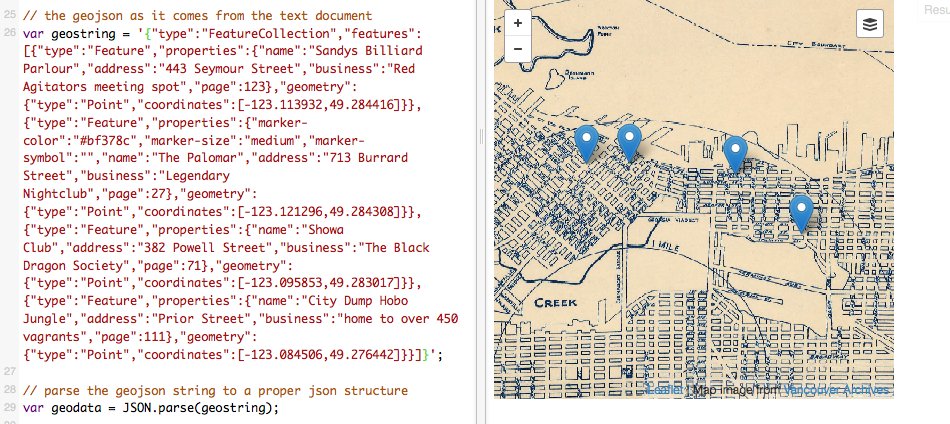 25 // the geojson as it comes from the text document
26 var geostring = '{"type":"FeatureCollection","features":
[{"type":"Feature","properties":{"name":"Sandys Billiard
Parlour","address":"443 Seymour Street","business":"Red
Agitators meeting spot","page":123},"geometry":
{"type":"Point","coordinates":[-123.113932,49.284416]}},
{"type":"Feature","properties":{"marker-
color":"#bf378c","marker-size":"medium","marker-
symbol":"","name":"The Palomar","address":"713 Burrard
Street","business":"Legendary
Nightclub","page":27},"geometry":
{"type":"Point","coordinates":[-123.121296,49.284308]}},
{"type":"Feature","properties":{"name":"Showa
Club","address":"382 Powell Street","business":"The Black
Dragon Society","page":71},"geometry":
{"type":"Point","coordinates":[-123.095853,49.283017]}},
{"type":"Feature","properties":{"name":"City Dump Hobo
Jungle","address":"Prior Street","business":"home to over 450
vagrants","page":111},"geometry":
{"type":"Point","coordinates":[-123.084506,49.276442]}}]}';
27
28 // parse the geojson string to a proper json structure
29 var geodata = JSON.parse(geostring);
+
−
Resu
CITY BOUNDARY
Point
Island
GEORGIA VIADUCT
1 MILE
CREEK
BROADWAY
Leaflet | Map image from Vancouver Archives